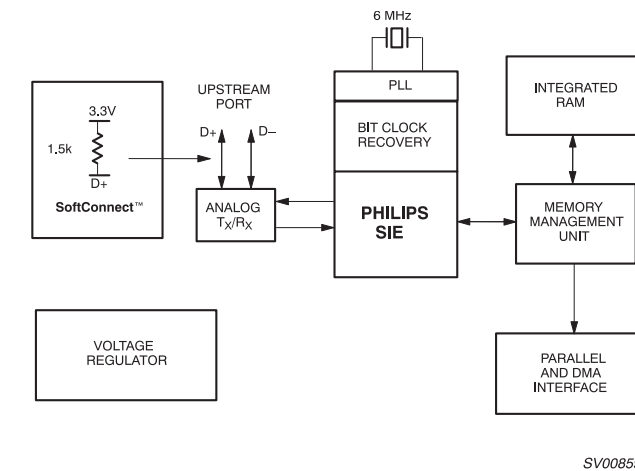 6 MHz
UPSTREAM
PORT
D+
D–
3.3V
1.5k
D+
SoftConnect™
ANALOG
TX/RX
PLL
BIT CLOCK
RECOVERY
PHILIPS
SIE
INTEGRATED
RAM
MEMORY
MANAGEMENT
UNIT
PARALLEL
AND DMA
INTERFACE
VOLTAGE
REGULATOR